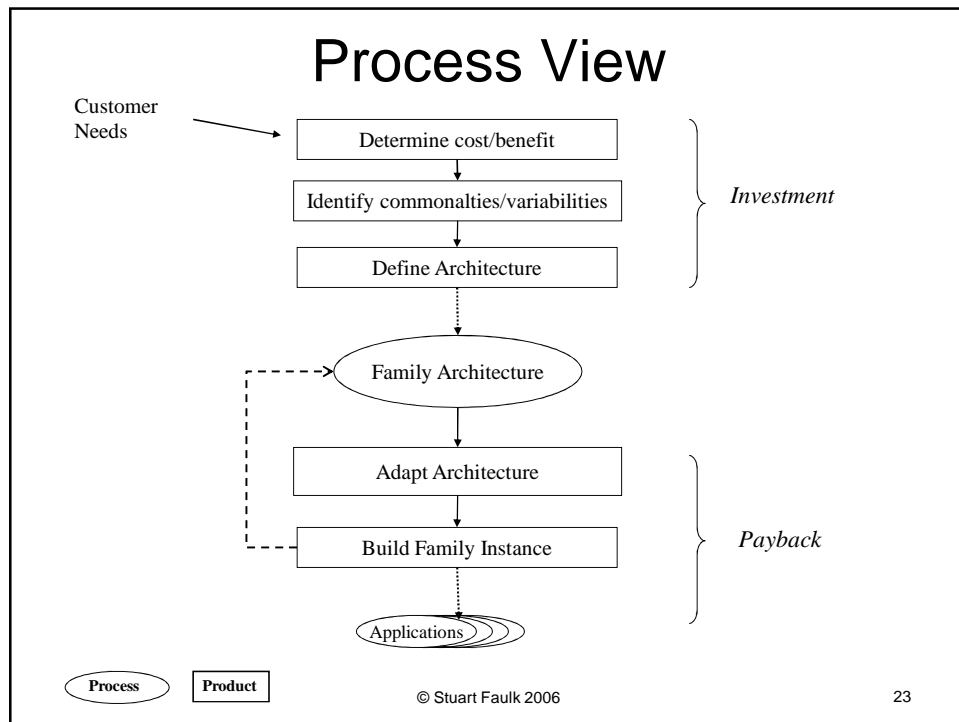 Process View
Customer
Needs
Determine cost/benefit
Identify commonalties/variabilities
Investment
Define Architecture
Family Architecture
Adapt Architecture
Build Family Instance
Payback
Applications
Process
Product
© Stuart Faulk 2006
23